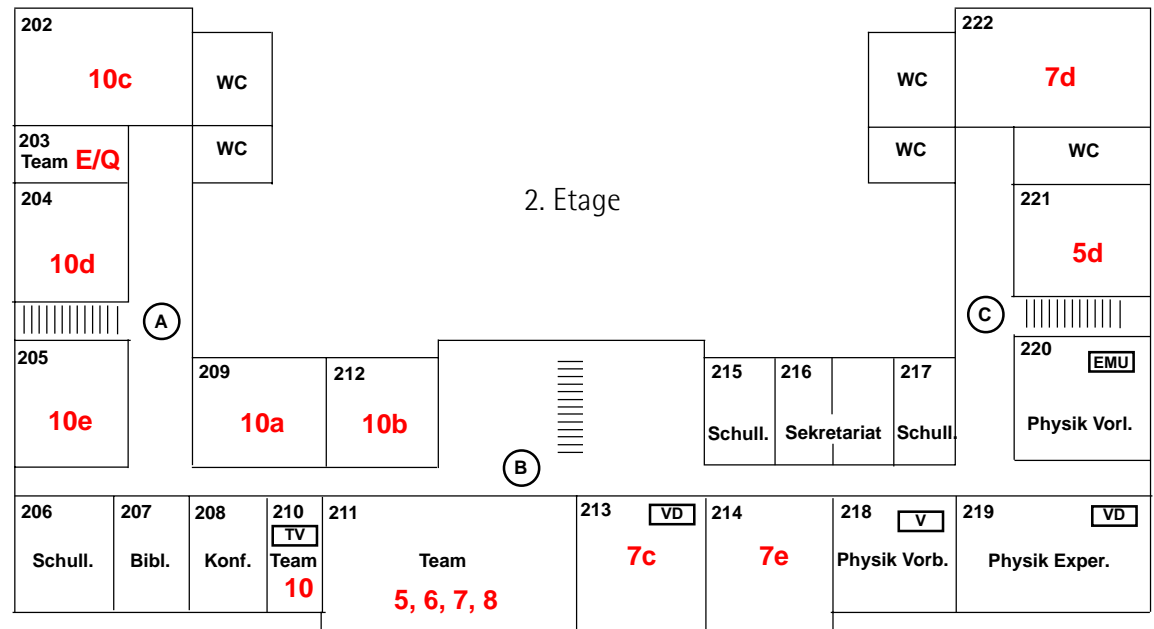 202
10c
WC
203
Team E/Q
WC
204
10d
A
205
10e
209
10a
212
10b
2. Etage
B
222
7d
WC
WC
WC
221
5d
C
220
EMU
Physik Vorl.
215
Schull.
216
Sekretariat
217
Schull.
206
Schull.
207
Bibl.
208
Konf.
210
TV
Team
10
211
Team
5, 6, 7, 8
213
VD
7c
214
7e
218
V
Physik Vorb.
219
VD
Physik Exper.